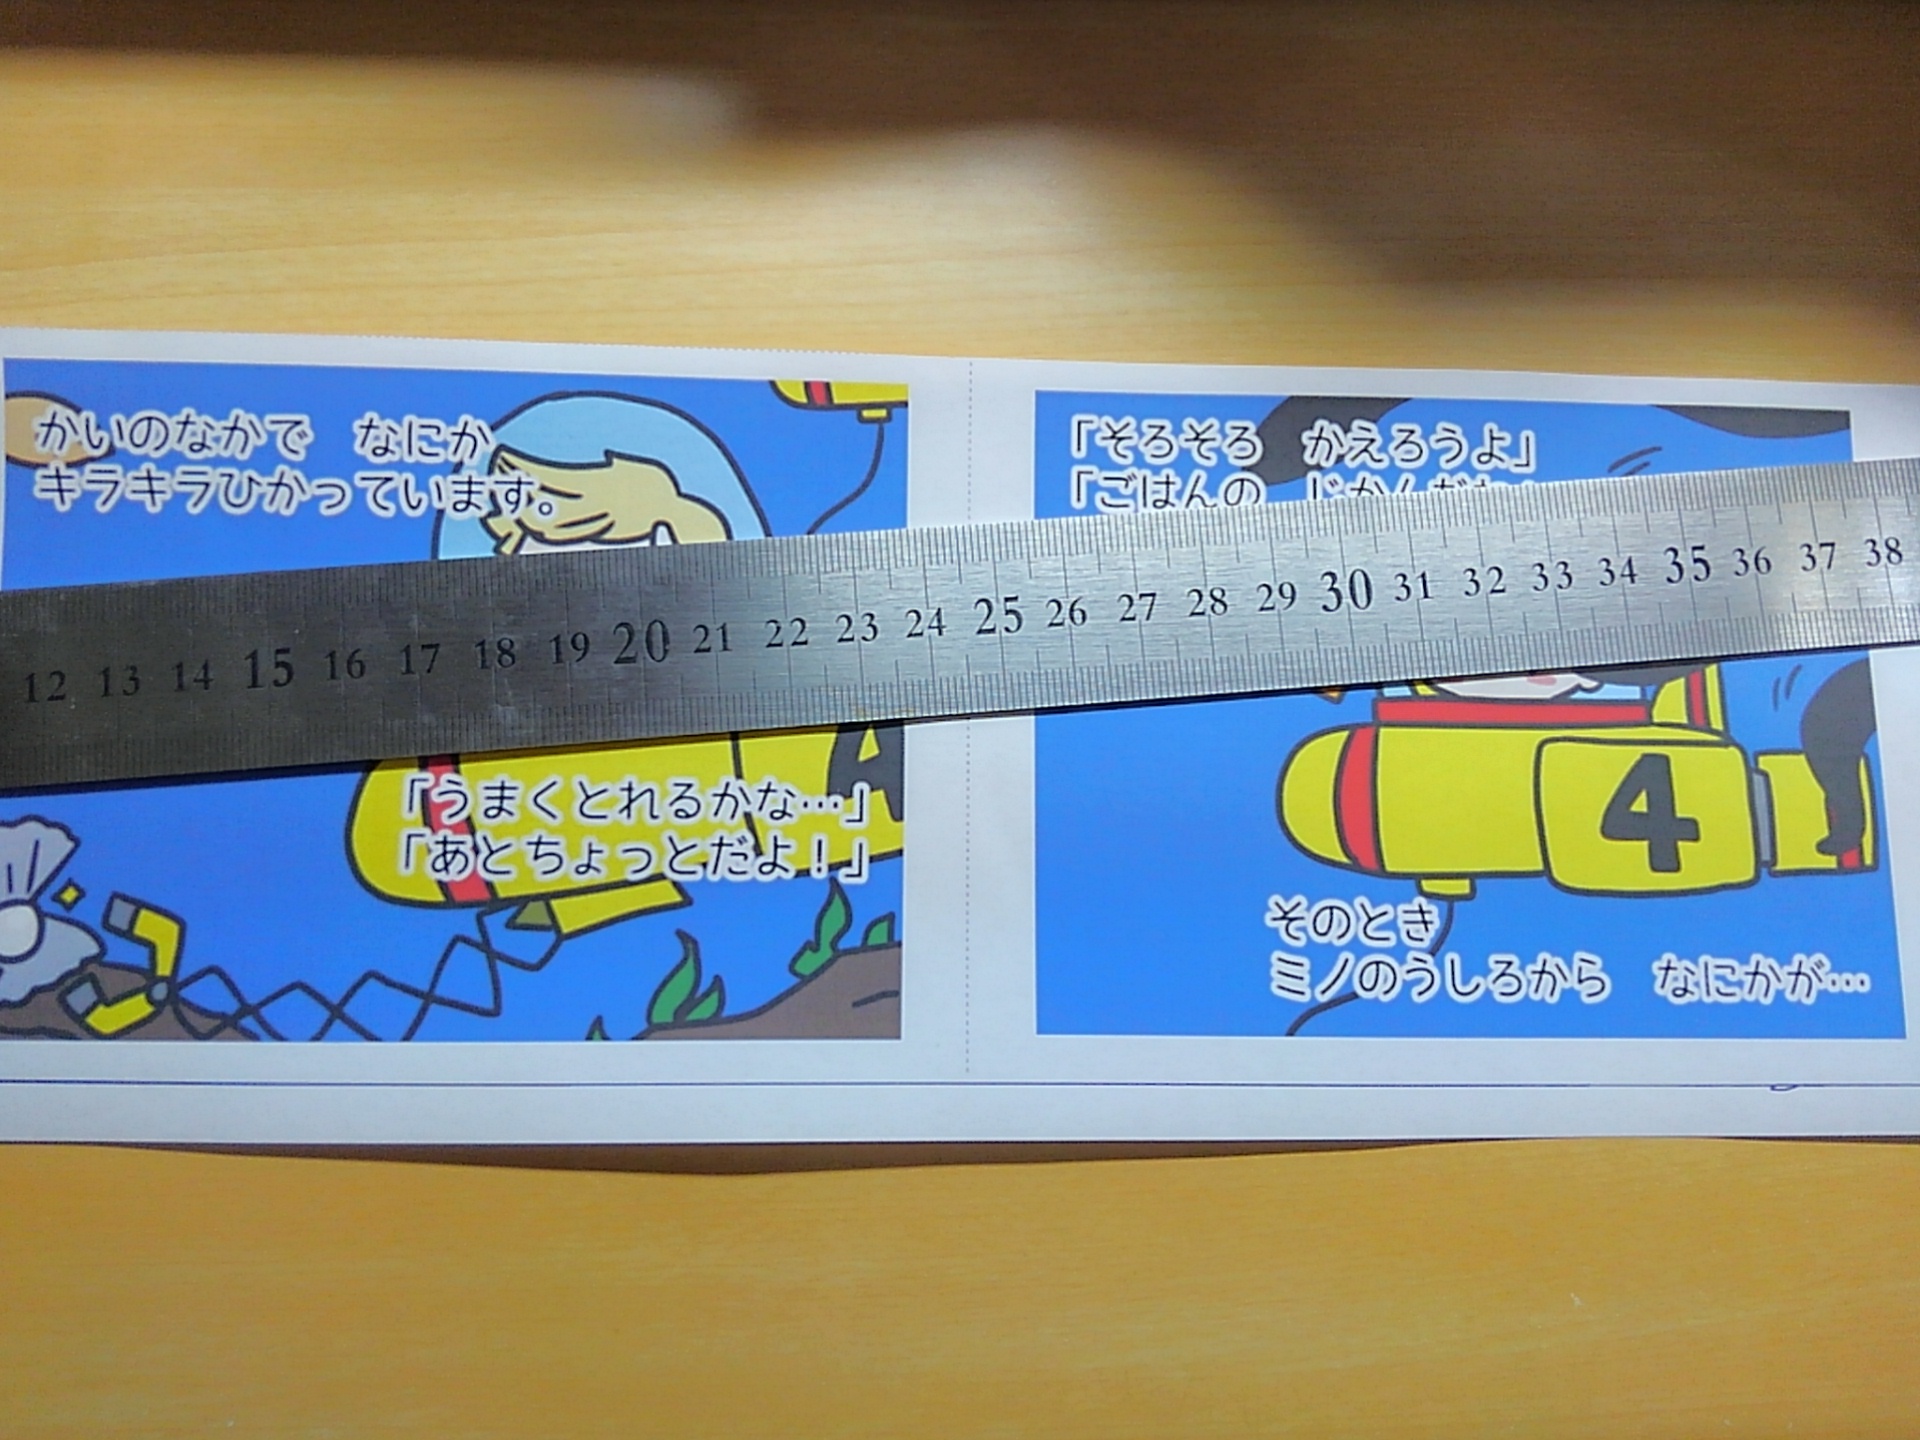 かいのなかで　なにか
キラキラひかっています。
「うまくとれるかな…」
「あとちょっとだよ！」
「そろそろ　かえろうよ」
「ごはんの
4
そのとき
ミノのうしろから　なにかが…
12 13 14 15 16 17 18 19 20 21 22 23 24 25 26 27 28 29 30 31 32 33 34 35 36 37 38